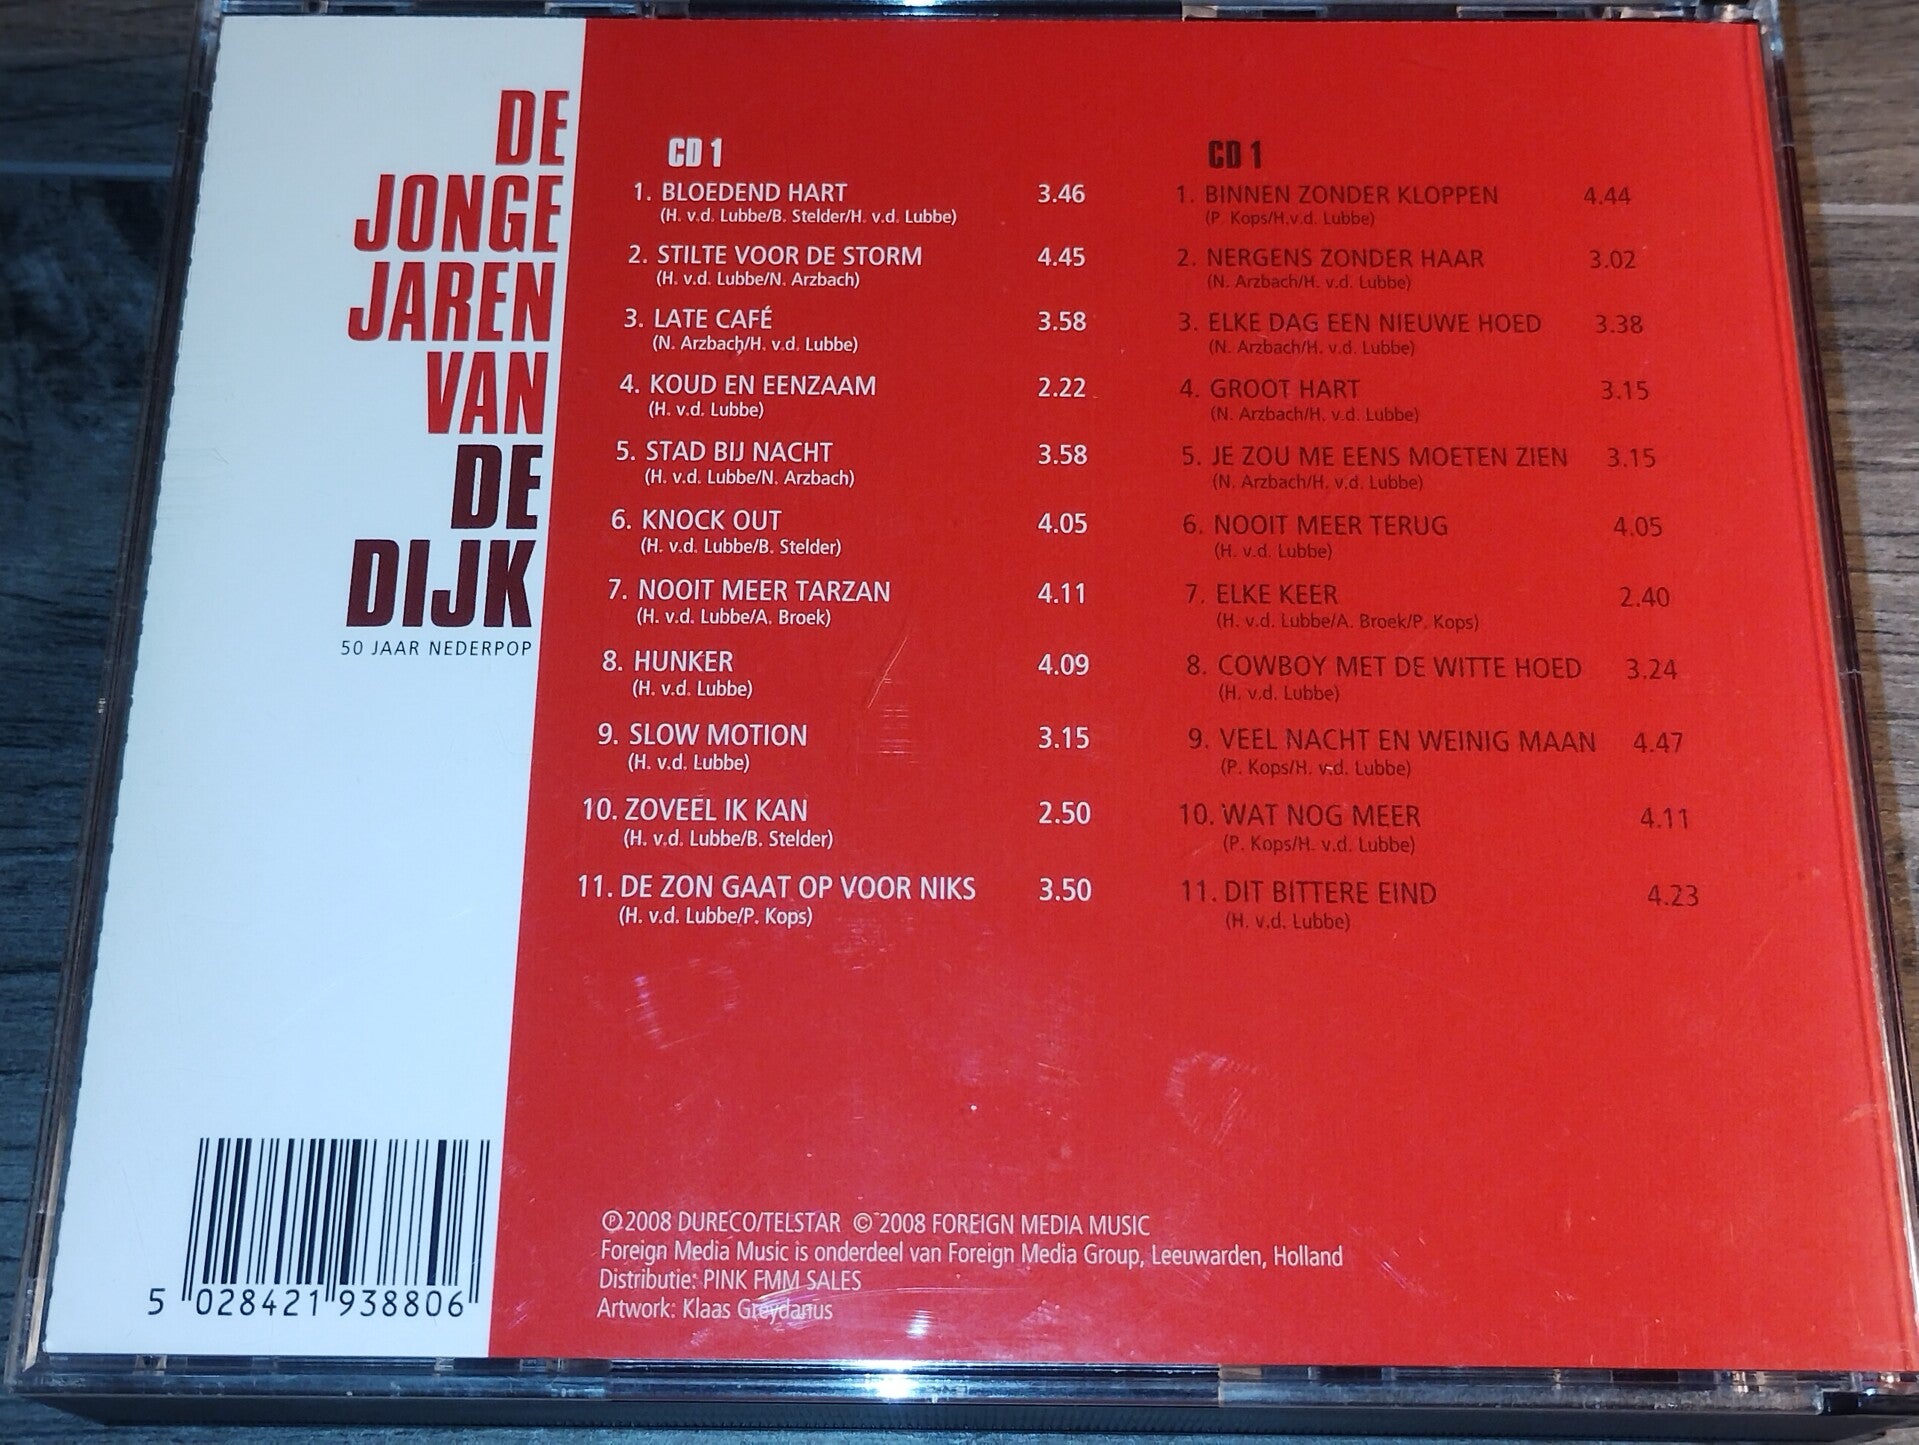 DE
JONGE
JAREN
VAN
DE
DIJK
50 JAAR NEDERPOP
CD 1
1. BLOEDEND HART 3.46
(H. v.d. Lubbe/B. Stelder/H. v.d. Lubbe)
2. STILTE VOOR DE STORM 4.45
(H. v.d. Lubbe/N. Arzbach)
3. LATE CAFÉ 3.58
(N. Arzbach/H. v.d. Lubbe)
4. KOUD EN EENZAAM 2.22
(H. v.d. Lubbe)
5. STAD BIJ NACHT 3.58
(H. v.d. Lubbe/N. Arzbach)
6. KNOCK OUT 4.05
(H. v.d. Lubbe/B. Stelder)
7. NOOIT MEER TARZAN 4.11
(H. v.d. Lubbe/A. Broek)
8. HUNKER 4.09
(H. v.d. Lubbe)
9. SLOW MOTION 3.15
(H. v.d. Lubbe)
10. ZOVEEL IK KAN 2.50
(H. v.d. Lubbe/B. Stelder)
11. DE ZON GAAT OP VOOR NIKS 3.50
(H. v.d. Lubbe/P. Kops)
CD 1
1. BINNEN ZONDER KLOPPEN 4.44
(P. Kops/H.v.d. Lubbe)
2. NERGENS ZONDER HAAR 3.02
(N. Arzbach/H. v.d. Lubbe)
3. ELKE DAG EEN NIEUWE HOED 3.38
(N. Arzbach/H. v.d. Lubbe)
4. GROOT HART 3.15
(N. Arzbach/H. v.d. Lubbe)
5. JE ZOU ME EENS MOETEN ZIEN 3.15
(N. Arzbach/H. v.d. Lubbe)
6. NOOIT MEER TERUG 4.05
(H. v.d. Lubbe)
7. ELKE KEER 2.40
(H. v.d. Lubbe/A. Broek/P. Kops)
8. COWBOY MET DE WITTE HOED 3.24
(H. v.d. Lubbe)
9. VEEL NACHT EN WEINIG MAAN 4.47
(P. Kops/H. v.d. Lubbe)
10. WAT NOG MEER 4.11
(P. Kops/H. v.d. Lubbe)
11. DIT BITTERE EIND 4.23
(H. v.d. Lubbe)
℗2008 DURECO/TELSTAR © 2008 FOREIGN MEDIA MUSIC
Foreign Media Music is onderdeel van Foreign Media Group, Leeuwarden, Holland
Distributie: PINK FMM SALES
Artwork: Klaas Greydanus
5 028421 938806